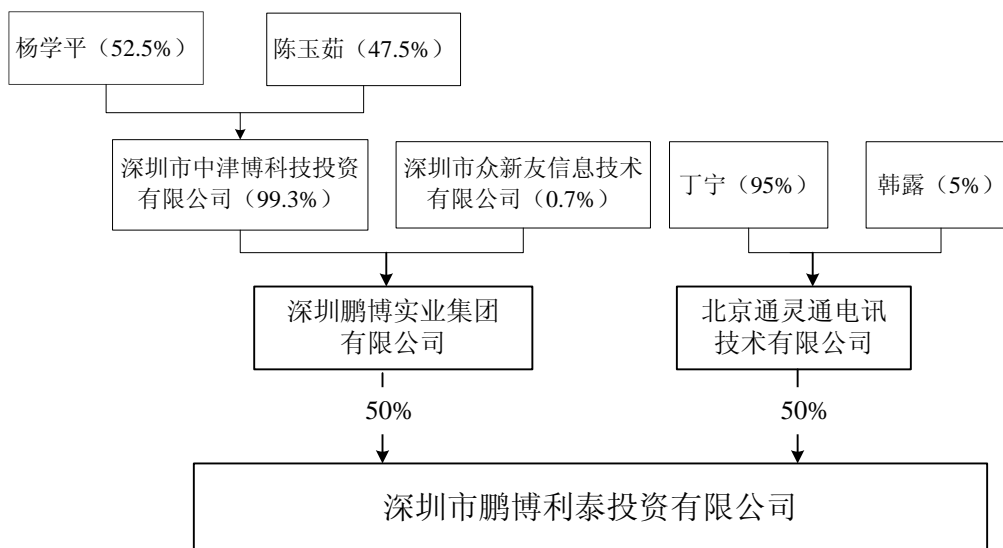 杨学平（52.5%）
陈玉茹（47.5%）
深圳市中津博科技投资
有限公司（99.3%）
深圳市众新友信息技术
有限公司（0.7%）
丁宁（95%）
韩露（5%）
深圳鹏博实业集团
有限公司
北京通灵通电讯
技术有限公司
50%
50%
深圳市鹏博利泰投资有限公司